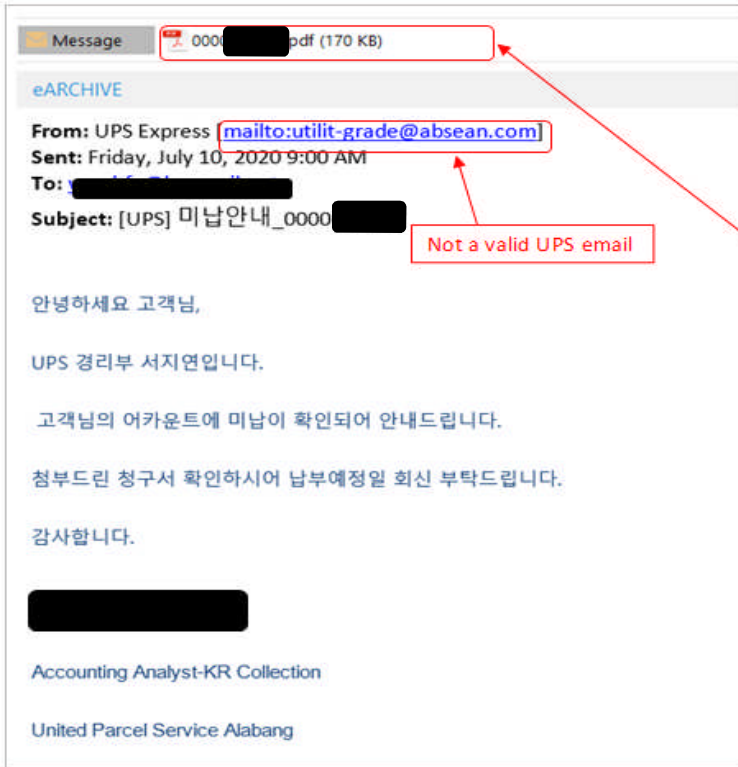 Message 0000 pdf (170 KB)
eARCHIVE
From: UPS Express [mailto:utilit-grade@absean.com]
Sent: Friday, July 10, 2020 9:00 AM
To:
Subject: [UPS] 미납안내_0000
Not a valid UPS email
안녕하세요 고객님,
UPS 경리부 서지연입니다.
고객님의 어카운트에 미납이 확인되어 안내드립니다.
첨부드린 청구서 확인하시어 납부예정일 회신 부탁드립니다.
감사합니다.
Accounting Analyst-KR Collection
United Parcel Service Alabang